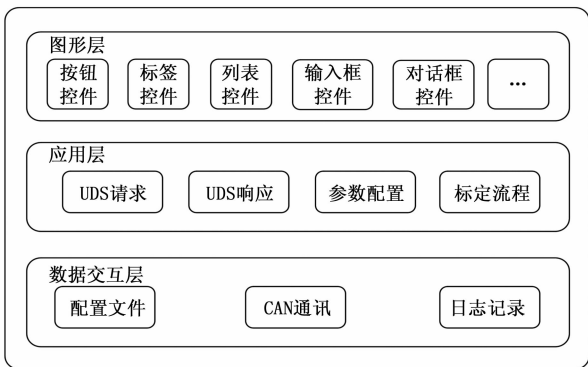 图形层
按钮
控件
标签
控件
列表
控件
输入框
控件
对话框
控件
...
应用层
UDS请求
UDS响应
参数配置
标定流程
数据交互层
配置文件
CAN通讯
日志记录